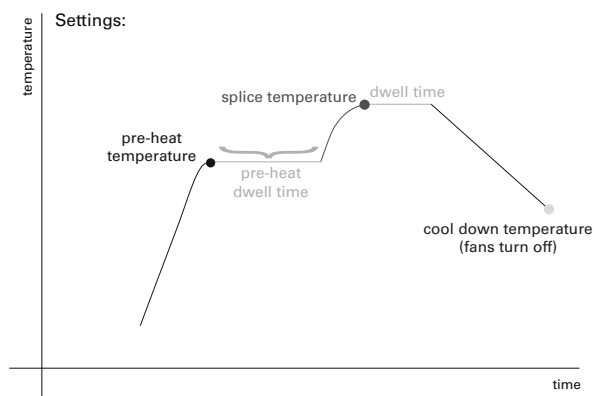 Settings:
temperature
splice temperature
dwell time
pre-heat
temperature
pre-heat
dwell time
cool down temperature
(fans turn off)
time